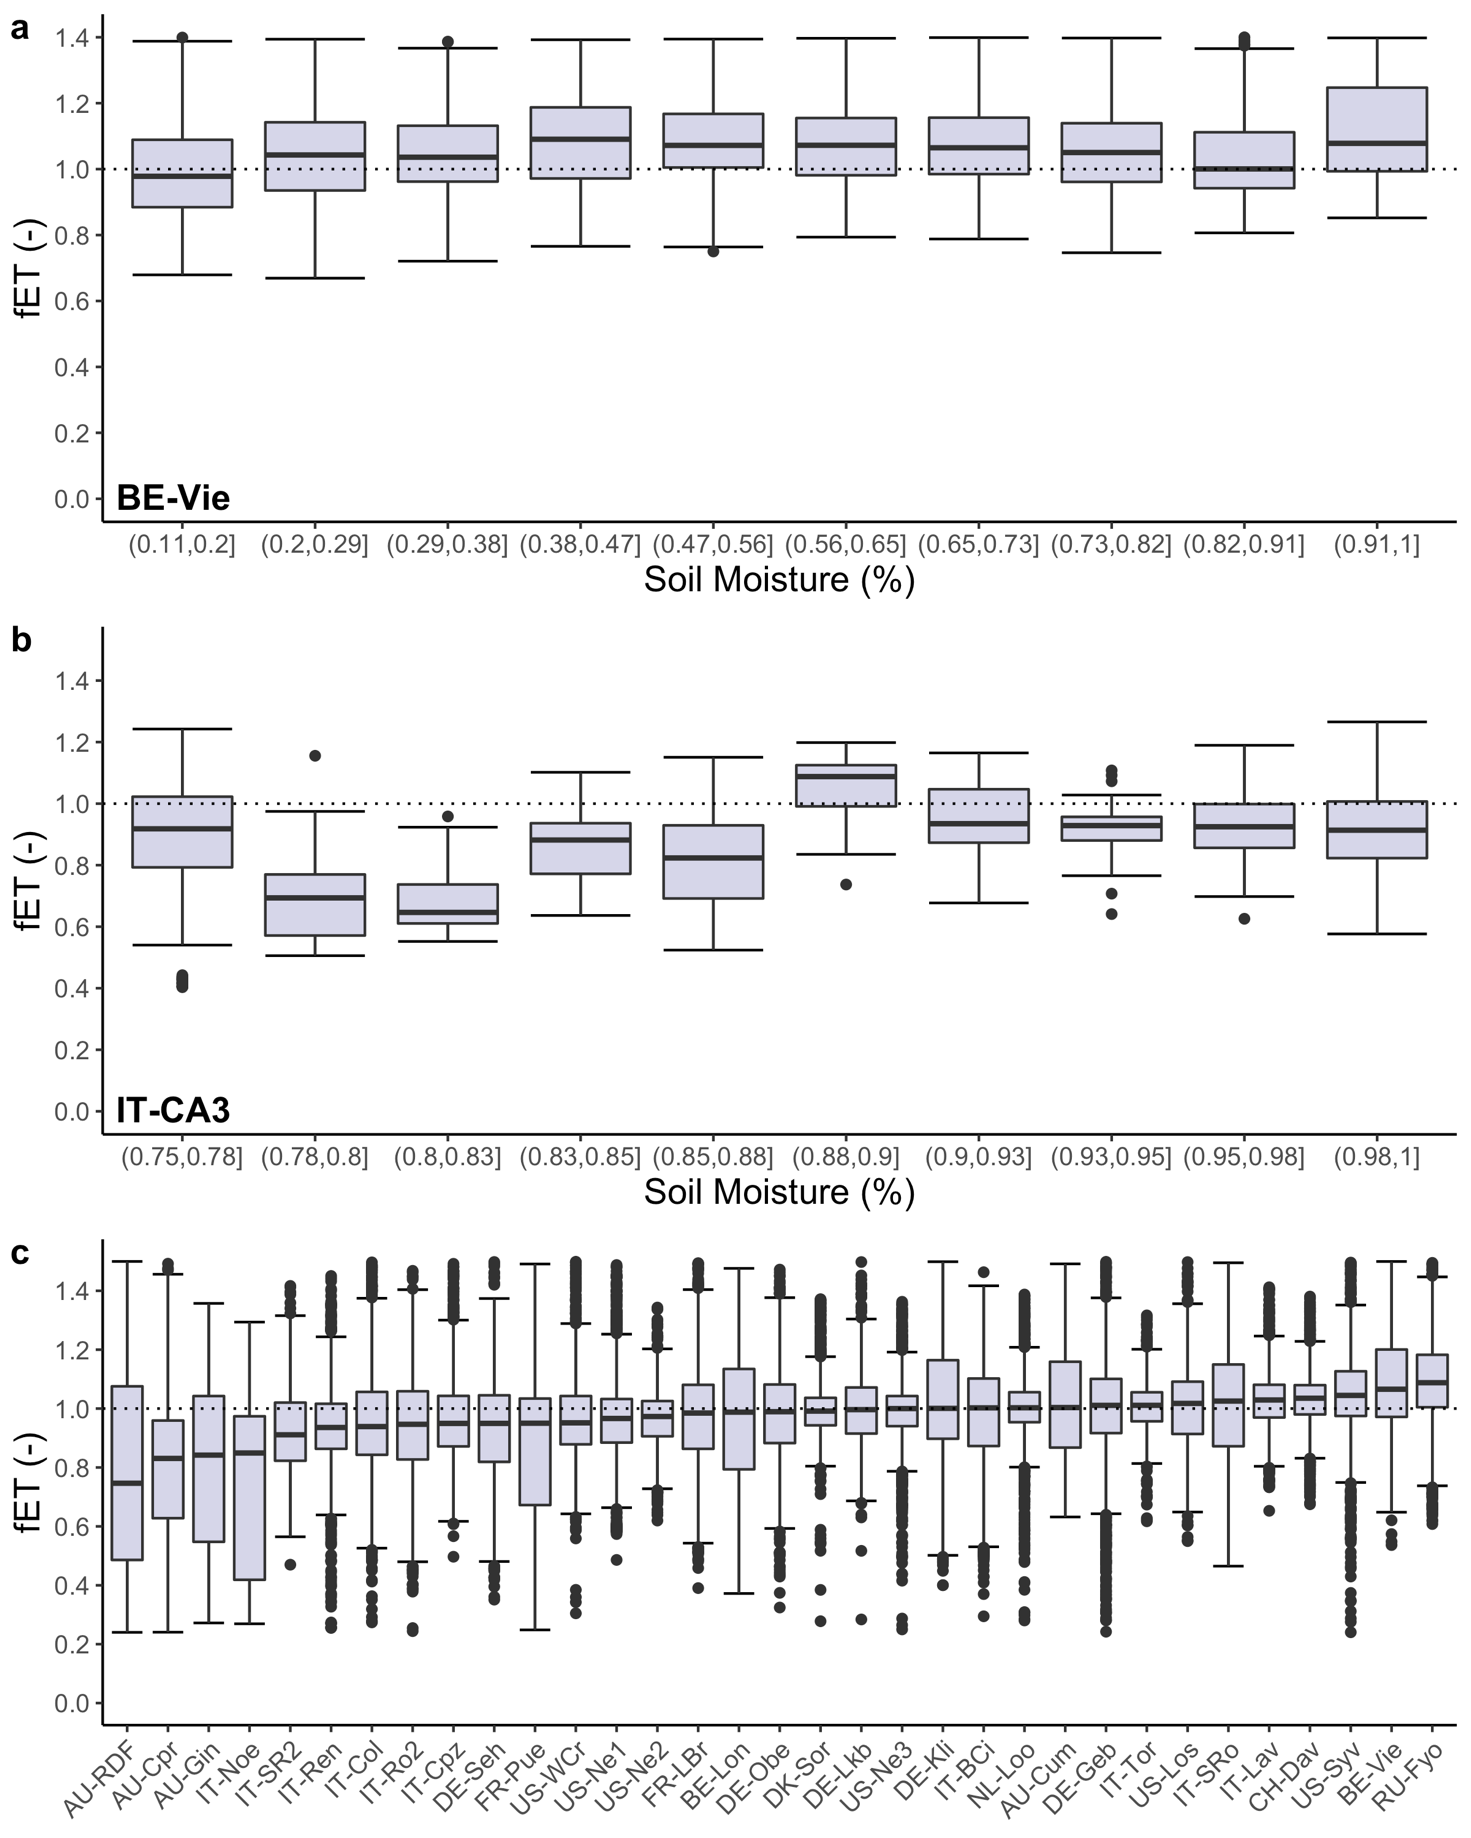 a
1.4
1.2
1.0
0.8
0.6
0.4
0.2
0.0
fET (-)
BE-Vie
(0.11,0.2] (0.2,0.29] (0.29,0.38] (0.38,0.47] (0.47,0.56] (0.56,0.65] (0.65,0.73] (0.73,0.82] (0.82,0.91] (0.91,1]
Soil Moisture (%)
b
1.4
1.2
1.0
0.8
0.6
0.4
0.2
0.0
fET (-)
IT-CA3
(0.75,0.78] (0.78,0.8] (0.8,0.83] (0.83,0.85] (0.85,0.88] (0.88,0.9] (0.9,0.93] (0.93,0.95] (0.95,0.98] (0.98,1]
Soil Moisture (%)
c
1.4
1.2
1.0
0.8
0.6
0.4
0.2
0.0
fET (-)
AU-RDF
AU-Cpr
AU-Gin
IT-Noe
IT-SR2
IT-Ren
IT-Col
IT-Ro2
IT-Cpz
DE-Seh
FR-Pue
US-WCr
US-Ne1
US-Ne2
FR-LBr
BE-Lon
DE-Obe
DK-Sor
DE-Lkb
US-Ne3
DE-Kli
IT-BCi
NL-Loo
AU-Cum
DE-Geb
IT-Tor
US-Los
IT-SRo
IT-Lav
CH-Dav
US-Syv
BE-Vie
RU-Fyo